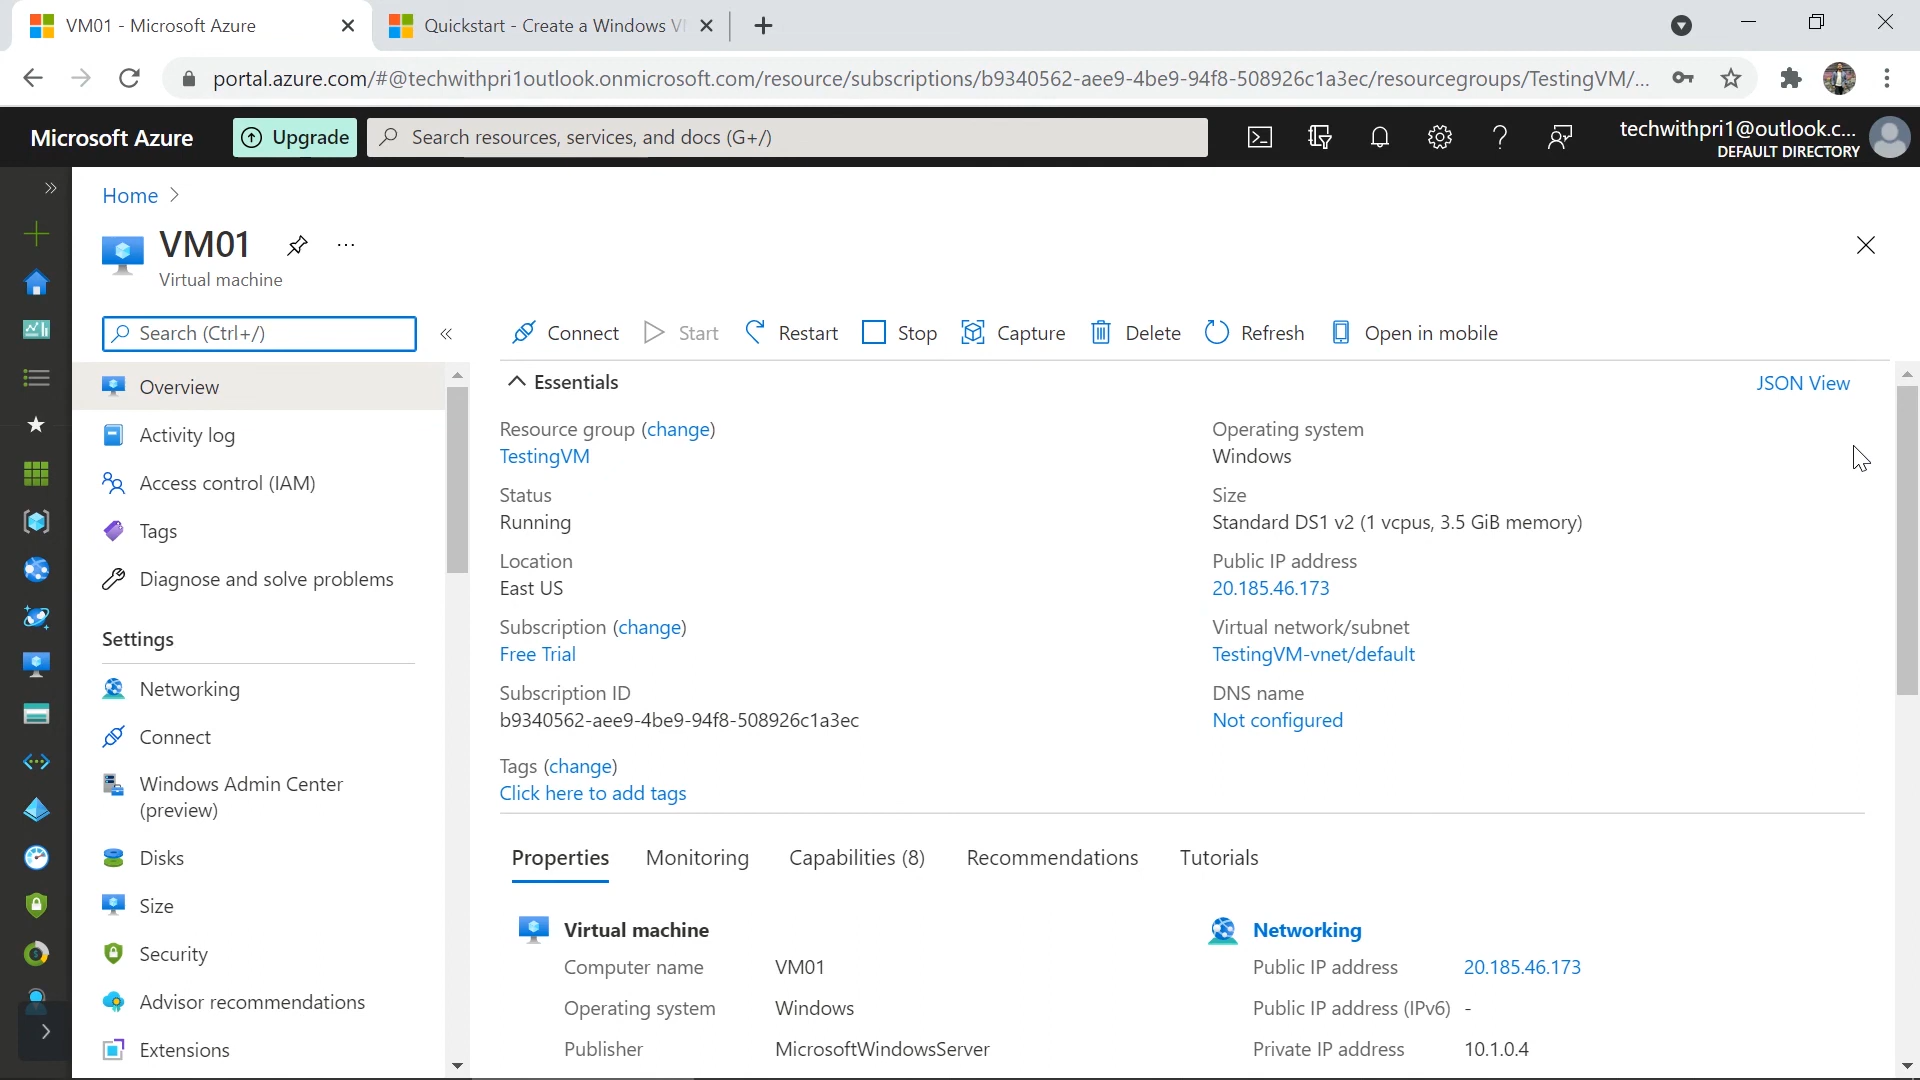 VM01 - Microsoft Azure
Quickstart - Create a Windows VM
portal.azure.com/#@techwithpri1outlook.onmicrosoft.com/resource/subscriptions/b9340562-aee9-4be9-94f8-508926c1a3ec/resourcegroups/TestingVM/...
Microsoft Azure
Upgrade
Search resources, services, and docs (G+/)
techwithpri1@outlook.c...
DEFAULT DIRECTORY
Home
VM01
Virtual machine
Search (Ctrl+/)
Connect
Start
Restart
Stop
Capture
Delete
Refresh
Open in mobile
Overview
Activity log
Access control (IAM)
Tags
Diagnose and solve problems
Settings
Networking
Connect
Windows Admin Center
(preview)
Disks
Size
Security
Advisor recommendations
Extensions
Essentials
JSON View
Resource group (change)
TestingVM
Status
Running
Location
East US
Subscription (change)
Free Trial
Subscription ID
b9340562-aee9-4be9-94f8-508926c1a3ec
Tags (change)
Click here to add tags
Operating system
Windows
Size
Standard DS1 v2 (1 vcpus, 3.5 GiB memory)
Public IP address
20.185.46.173
Virtual network/subnet
TestingVM-vnet/default
DNS name
Not configured
Properties
Monitoring
Capabilities (8)
Recommendations
Tutorials
Virtual machine
Computer name VM01
Operating system Windows
Publisher MicrosoftWindowsServer
Networking
Public IP address 20.185.46.173
Public IP address (IPv6) -
Private IP address 10.1.0.4